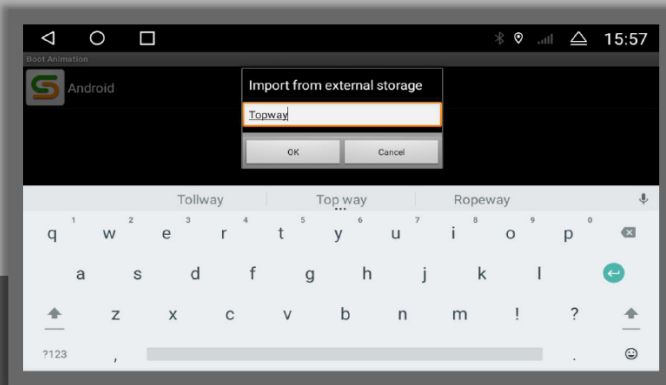 15:57
Boot Animation
Android
Import from external storage
Topway
OK Cancel
Tollway Top way Ropeway
q 1 w 2 e 3 r 4 t 5 y 6 u 7 i 8 o 9 p 0
a s d f g h j k l
z x c v b n m ! ?
?123 , .